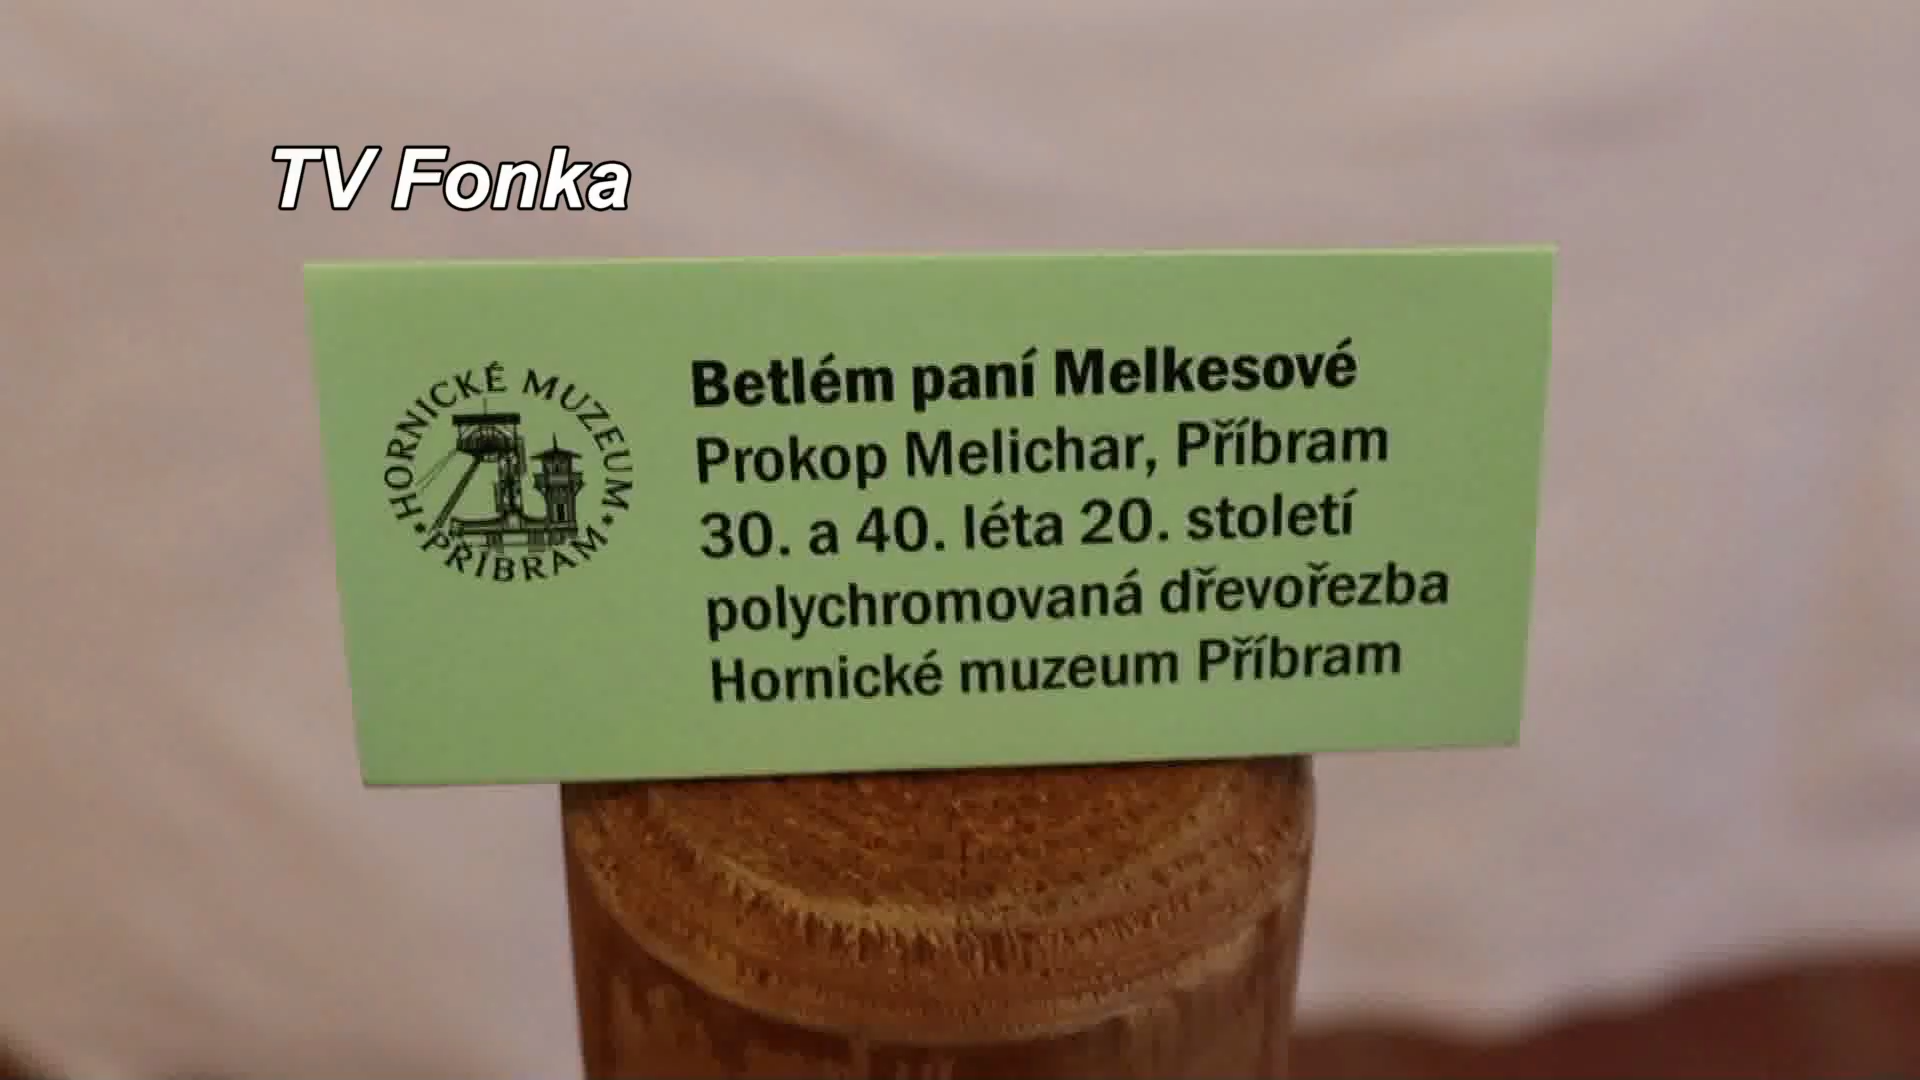 TV Fonka
HORNICKÉ MUZEUM
PŘÍBRAM
Betlém paní Melkesové
Prokop Melichar, Příbram
30. a 40. léta 20. století
polychromovaná dřevořezba
Hornické muzeum Příbram